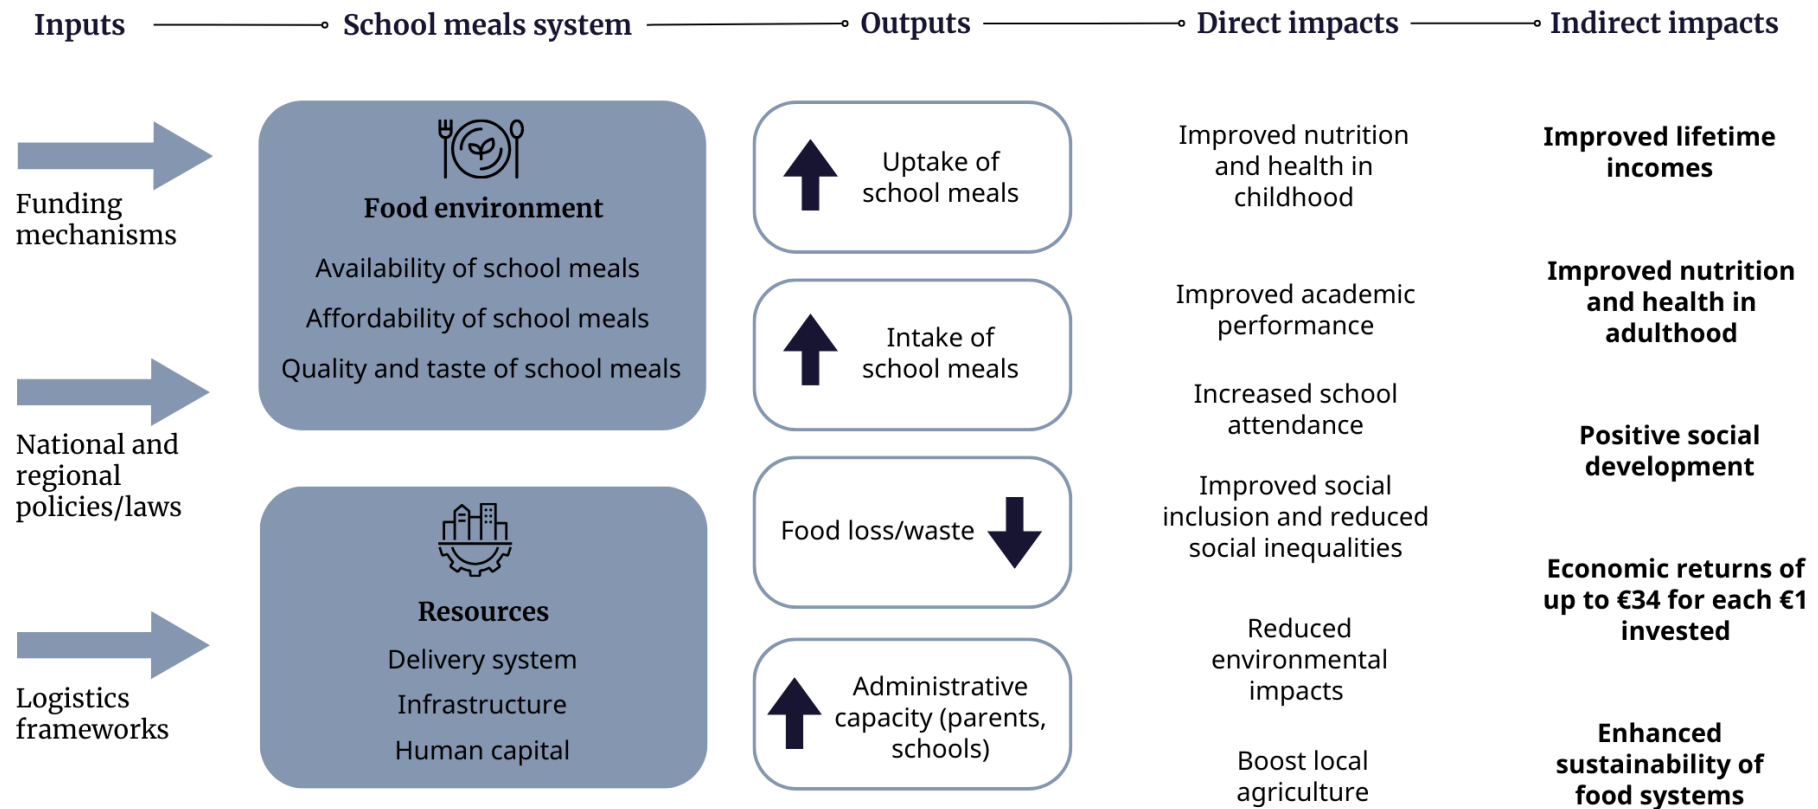 Inputs
School meals system
Outputs
Direct impacts
Indirect impacts
Funding
mechanisms
National and
regional
policies/laws
Logistics
frameworks
Food environment
Availability of school meals
Affordability of school meals
Quality and taste of school meals
Resources
Delivery system
Infrastructure
Human capital
Uptake of
school meals
Intake of
school meals
Food loss/waste
Administrative
capacity (parents,
schools)
Improved nutrition
and health in
childhood
Improved academic
performance
Increased school
attendance
Improved social
inclusion and reduced
social inequalities
Reduced
environmental
impacts
Boost local
agriculture
Improved lifetime
incomes
Improved nutrition
and health in
adulthood
Positive social
development
Economic returns of
up to €34 for each €1
invested
Enhanced
sustainability of
food systems